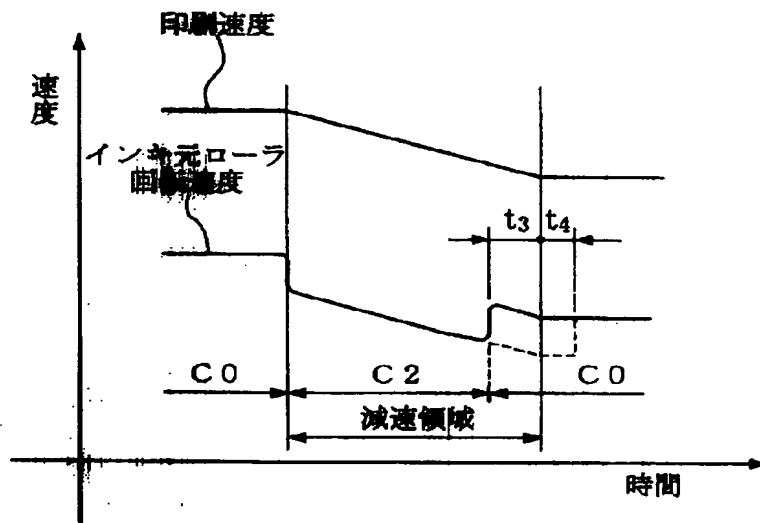 印刷速度
速度
インキ元ローラ
回転速度
t₃ t₄
C0 C2 C0
減速領域
時間